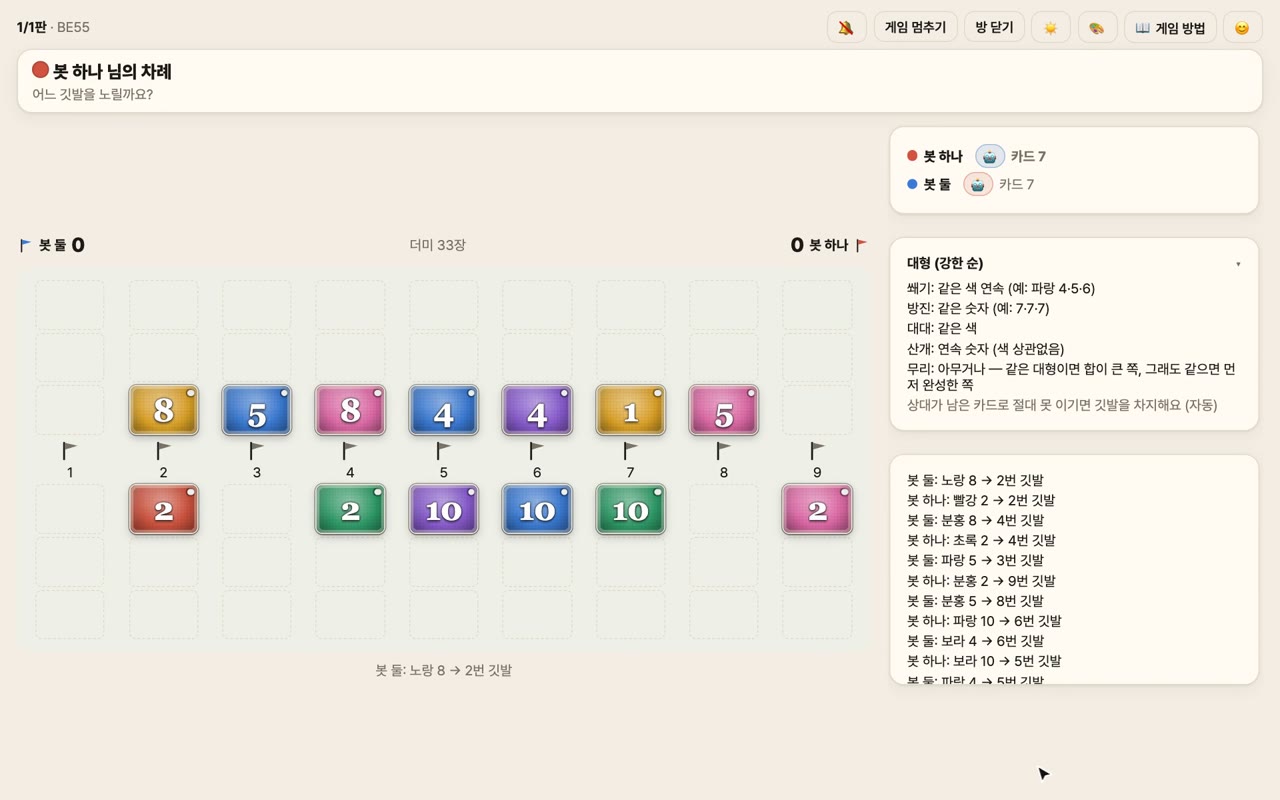 1/1판 · BE55
게임 멈추기
방 닫기
게임 방법
봇 하나 님의 차례
어느 깃발을 노릴까요?
봇 하나 카드 7
봇 둘 카드 7
봇 둘 0
더미 33장
0 봇 하나
8 5 8 4 4 1 5
1 2 3 4 5 6 7 8 9
2 2 10 10 10 2
봇 둘: 노랑 8 → 2번 깃발
대형 (강한 순)
쐐기: 같은 색 연속 (예: 파랑 4·5·6)
방진: 같은 숫자 (예: 7·7·7)
대대: 같은 색
산개: 연속 숫자 (색 상관없음)
무리: 아무거나 — 같은 대형이면 합이 큰 쪽, 그래도 같으면 먼
저 완성한 쪽
상대가 남은 카드로 절대 못 이기면 깃발을 차지해요 (자동)
봇 둘: 노랑 8 → 2번 깃발
봇 하나: 빨강 2 → 2번 깃발
봇 둘: 분홍 8 → 4번 깃발
봇 하나: 초록 2 → 4번 깃발
봇 둘: 파랑 5 → 3번 깃발
봇 하나: 분홍 2 → 9번 깃발
봇 둘: 분홍 5 → 8번 깃발
봇 하나: 파랑 10 → 6번 깃발
봇 둘: 보라 4 → 6번 깃발
봇 하나: 보라 10 → 5번 깃발
봇 둘: 파랑 4 → 5번 깃발